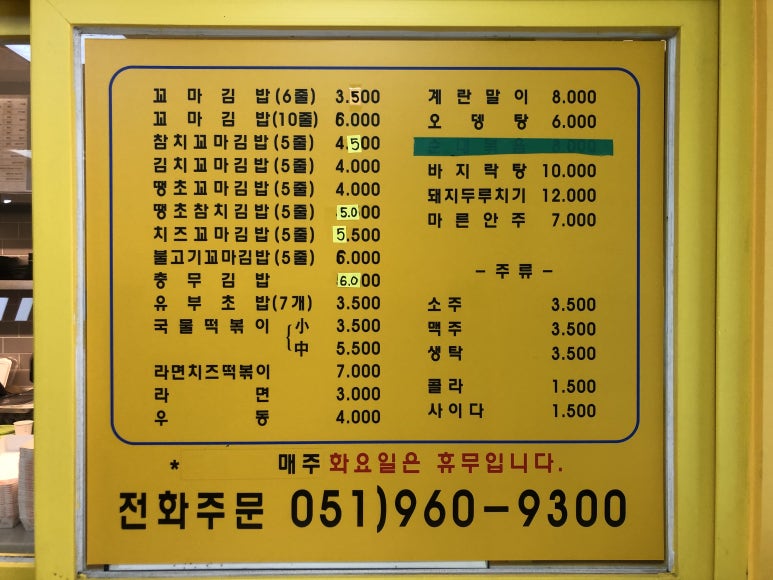 꼬마김밥(6줄) 3.500
꼬마김밥(10줄) 6.000
참치꼬마김밥(5줄) 4.500
김치꼬마김밥(5줄) 4.000
땡초꼬마김밥(5줄) 4.000
땡초참치김밥(5줄) 5.000
치즈꼬마김밥(5줄) 5.500
불고기꼬마김밥(5줄) 6.000
충무김밥 6.000
유부초밥(7개) 3.500
국물떡볶이 { 小 3.500
中 5.500
라면치즈떡볶이 7.000
라면 3.000
우동 4.000
계란말이 8.000
오뎅탕 6.000
바지락탕 10.000
돼지두루치기 12.000
마른안주 7.000
- 주류 -
소주 3.500
맥주 3.500
생탁 3.500
콜라 1.500
사이다 1.500
* 매주 화요일은 휴무입니다.
전화주문 051)960-9300